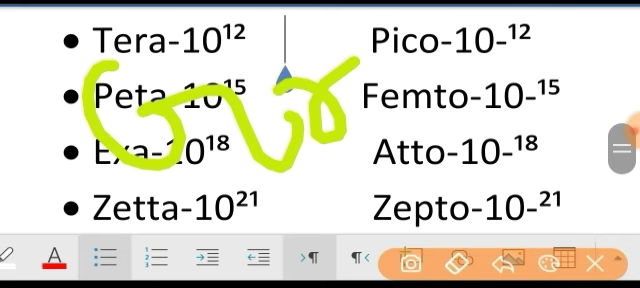 • Tera-10¹² Pico-10-¹²
• Peta-10¹⁵ Femto-10-¹⁵
• Exa-10¹⁸ Atto-10-¹⁸
• Zetta-10²¹ Zepto-10-²¹